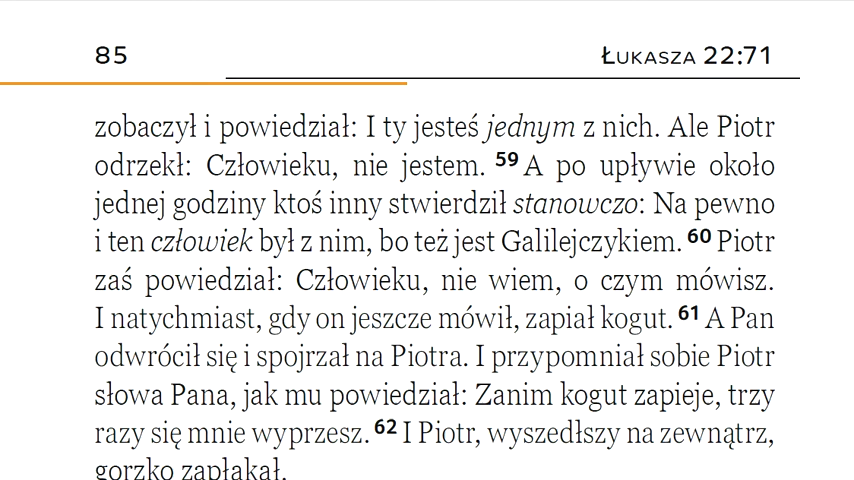 85 Łukasza 22:71
zobaczył i powiedział: I ty jesteś jednym z nich. Ale Piotr
odrzekł: Człowieku, nie jestem. 59 A po upływie około
jednej godziny ktoś inny stwierdził stanowczo: Na pewno
i ten człowiek był z nim, bo też jest Galilejczykiem. 60 Piotr
zaś powiedział: Człowieku, nie wiem, o czym mówisz.
I natychmiast, gdy on jeszcze mówił, zapiał kogut. 61 A Pan
odwrócił się i spojrzał na Piotra. I przypomniał sobie Piotr
słowa Pana, jak mu powiedział: Zanim kogut zapieje, trzy
razy się mnie wyprzesz. 62 I Piotr, wyszedłszy na zewnątrz,
gorzko zapłakał.